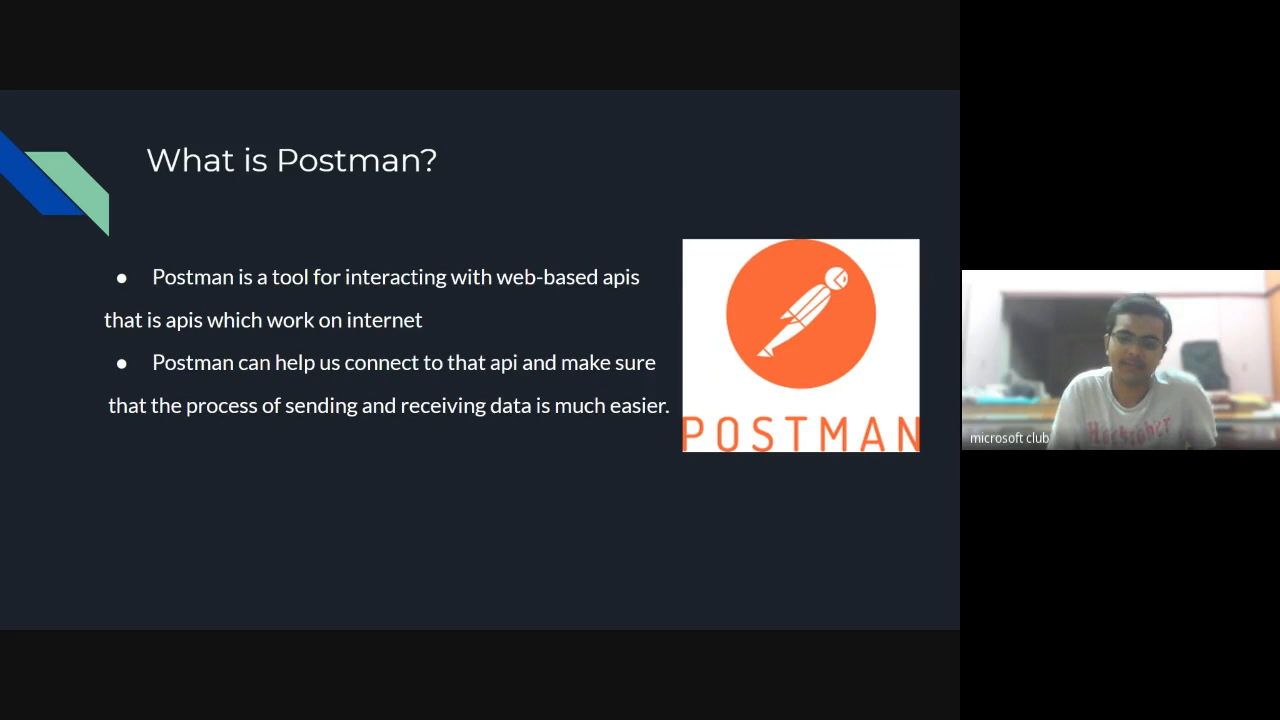 What is Postman?
● Postman is a tool for interacting with web-based apis
that is apis which work on internet
● Postman can help us connect to that api and make sure
that the process of sending and receiving data is much easier.
POSTMAN
microsoft club